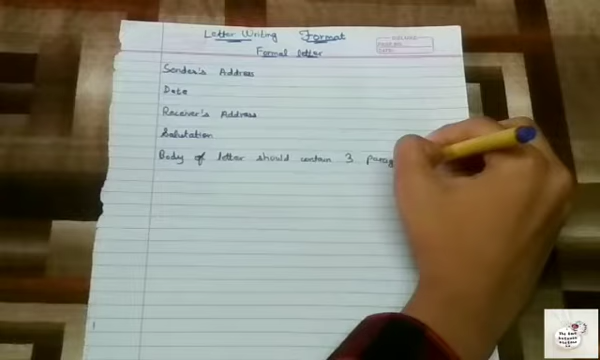 Letter Writing Format
Formal letter
Sender's Address
Date
Receiver's Address
Salutation
Body of letter should contain 3